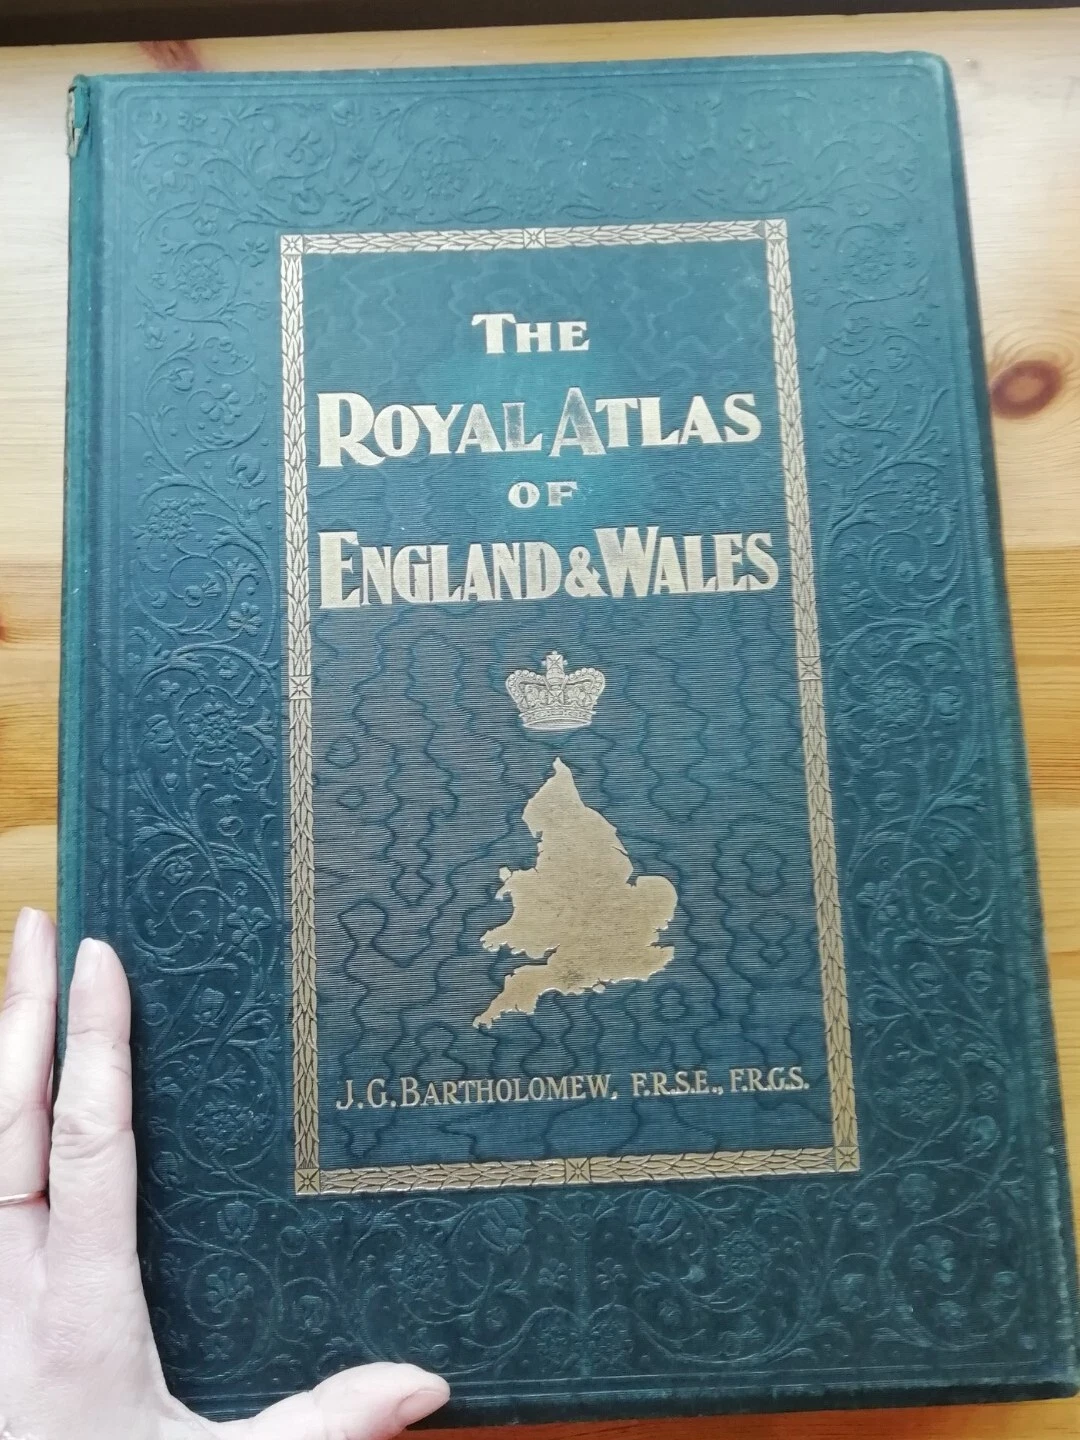 THE
ROYAL ATLAS
OF
ENGLAND & WALES
J. G. BARTHOLOMEW, F.R.S.E., F.R.G.S.